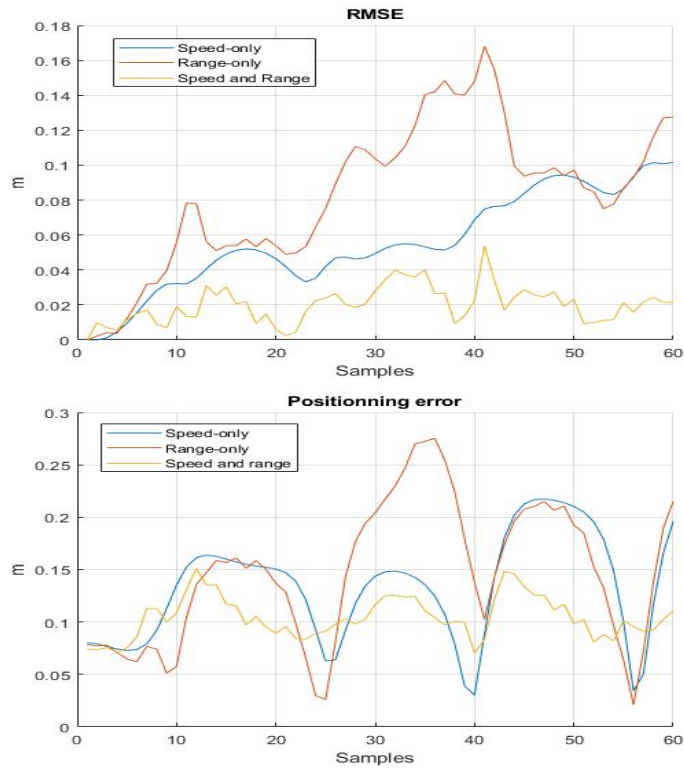 RMSE
0.18
0.16
0.14
0.12
0.1
0.08
0.06
0.04
0.02
0
m
Speed-only
Range-only
Speed and Range
0 10 20 30 40 50 60
Samples
Positionning error
0.3
0.25
0.2
0.15
0.1
0.05
0
m
Speed-only
Range-only
Speed and range
0 10 20 30 40 50 60
Samples